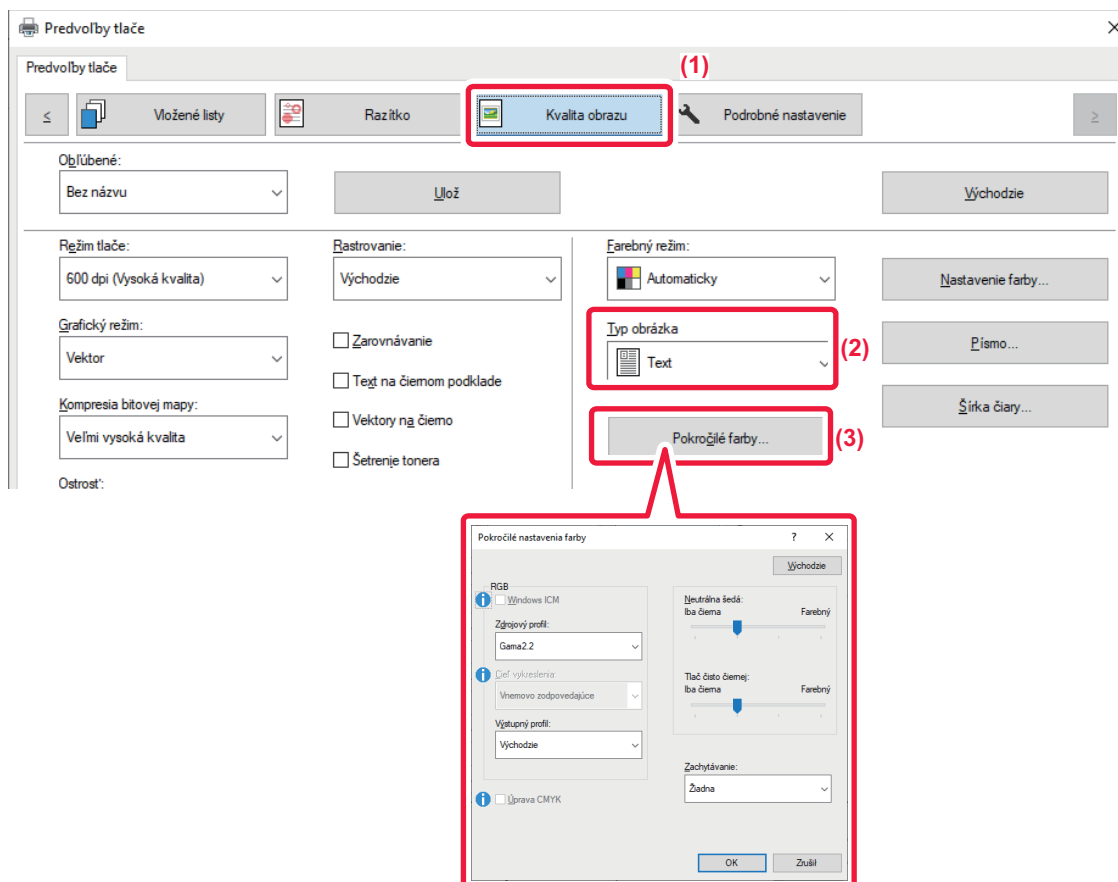 Predvoľby tlače
Predvoľby tlače
(1)
<
Vložené listy
Razítko
Kvalita obrazu
Podrobné nastavenie
>
Obľúbené:
Bez názvu
Ulož
Východzie
Režim tlače:
600 dpi (Vysoká kvalita)
Rastrovanie:
Východzie
Farebný režim:
Automaticky
Nastavenie farby...
Grafický režim:
Vektor
Zarovnávanie
Typ obrázka
Text
(2)
Písmo...
Text na čiernom podklade
Kompresia bitovej mapy:
Veľmi vysoká kvalita
Vektory na čierno
Šírka čiary...
Pokročilé farby...
(3)
Šetrenie tonera
Ostrosť:
Pokročilé nastavenia farby
?
Východzie
RGB
Windows ICM
Zdrojový profil:
Gama2.2
Cieľ vykreslenia:
Vnemovo zodpovedajúce
Výstupný profil:
Východzie
Úprava CMYK
Neutrálna šedá:
Iba čierna Farebný
Tlač čisto čiernej:
Iba čierna Farebný
Zachytávanie:
Žiadna
OK
Zrušiť